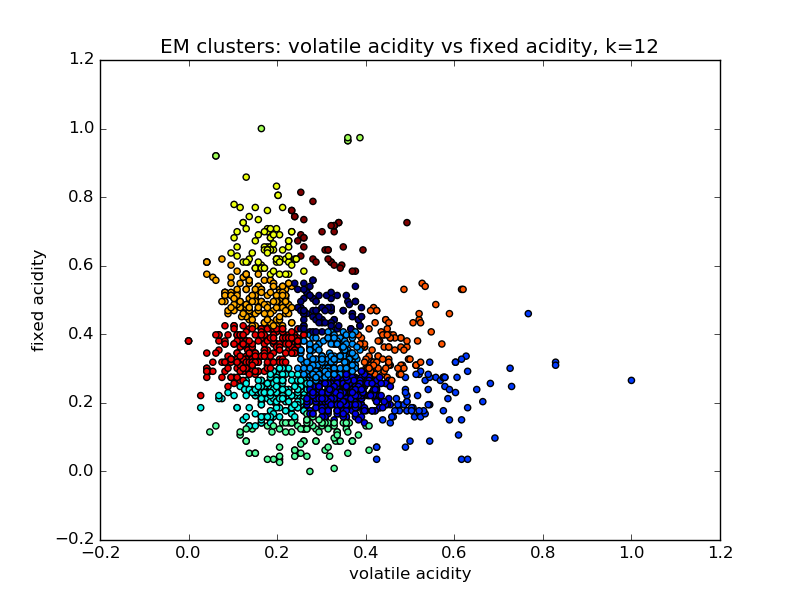 EM clusters: volatile acidity vs fixed acidity, k=12
1.2
1.0
0.8
0.6
0.4
0.2
0.0
−0.2
fixed acidity
−0.2 0.0 0.2 0.4 0.6 0.8 1.0 1.2
volatile acidity